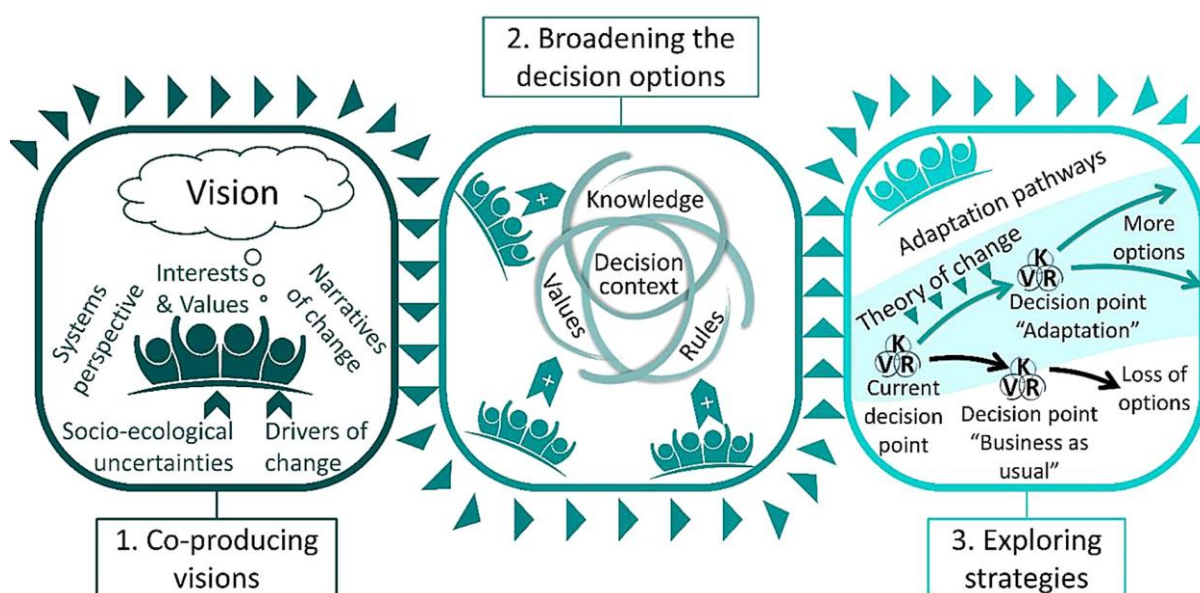 2. Broadening the
decision options
Vision
Interests
& Values
Systems
perspective
Narratives
of change
Socio-ecological
uncertainties
Drivers of
change
1. Co-producing
visions
+
Knowledge
Decision
context
Values
Rules
+
+
Adaptation pathways
Theory of change
More
options
K
V R
Decision point
"Adaptation"
K
V R
Current
decision
point
K
V R
Decision point
"Business as
usual"
Loss of
options
3. Exploring
strategies